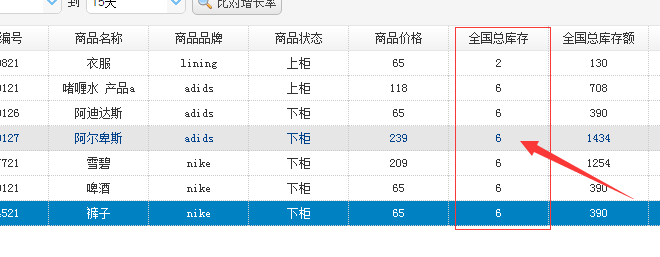 到 15天 比对增长率
编号 商品名称 商品品牌 商品状态 商品价格 全国总库存 全国总库存额
0821 衣服 lining 上柜 65 2 130
0121 啫喱水 产品a adids 上柜 118 6 708
0126 阿迪达斯 adids 下柜 65 6 390
0127 阿尔卑斯 adids 下柜 239 6 1434
7721 雪碧 nike 下柜 209 6 1254
0121 啤酒 nike 下柜 65 6 390
4521 裤子 nike 下柜 65 6 390